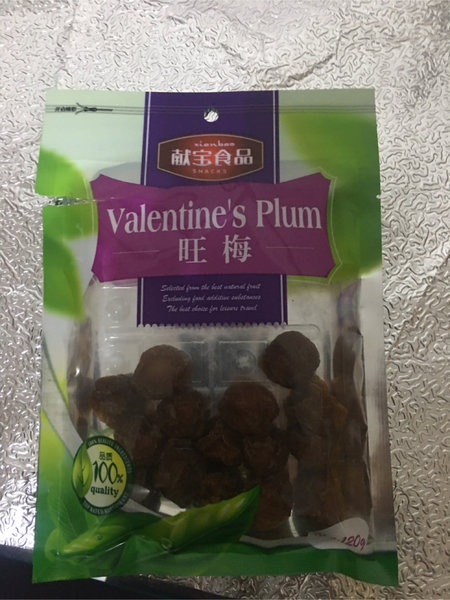 xianbao
献宝食品
SNACKS
Valentine's Plum
旺梅
Selected from the best natural fruit
Excluding food additive substances
The best choice for leisure travel
品质
100%
quality
120g